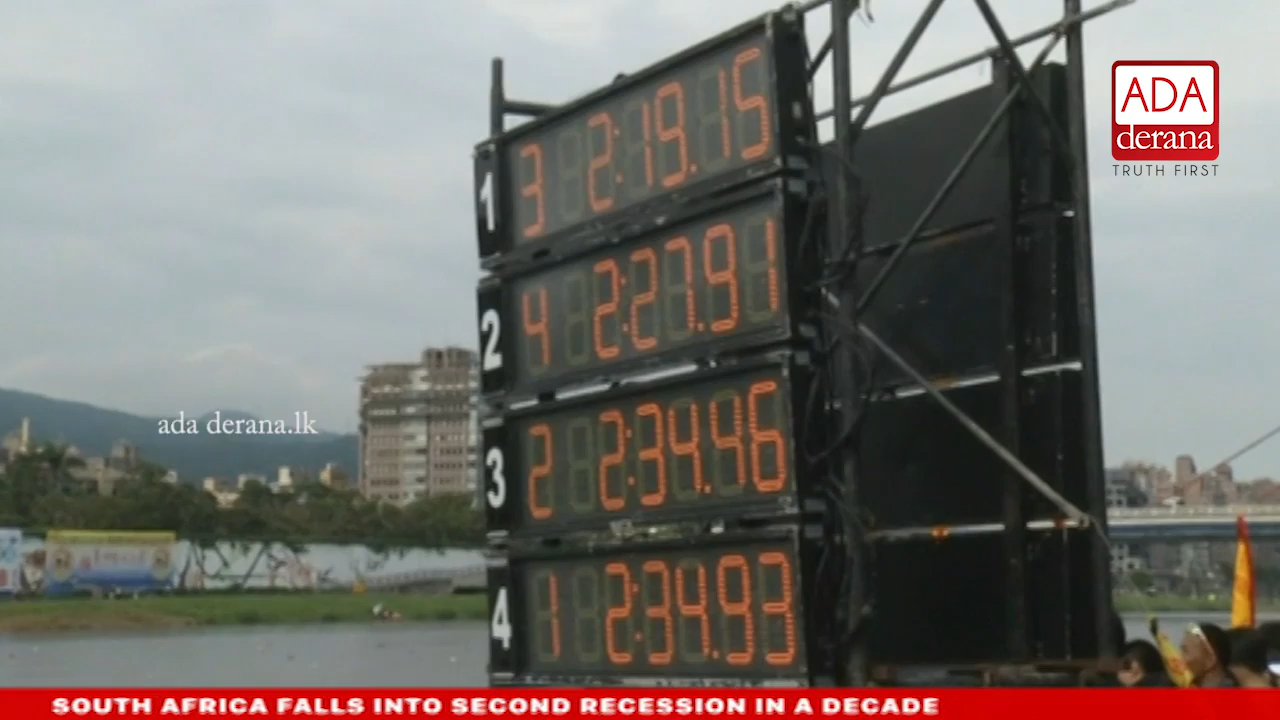 ADA
derana
TRUTH FIRST
1 3 2:19.15
2 4 2:27.91
3 2 2:34.46
4 1 2:34.93
ada derana.lk
SOUTH AFRICA FALLS INTO SECOND RECESSION IN A DECADE